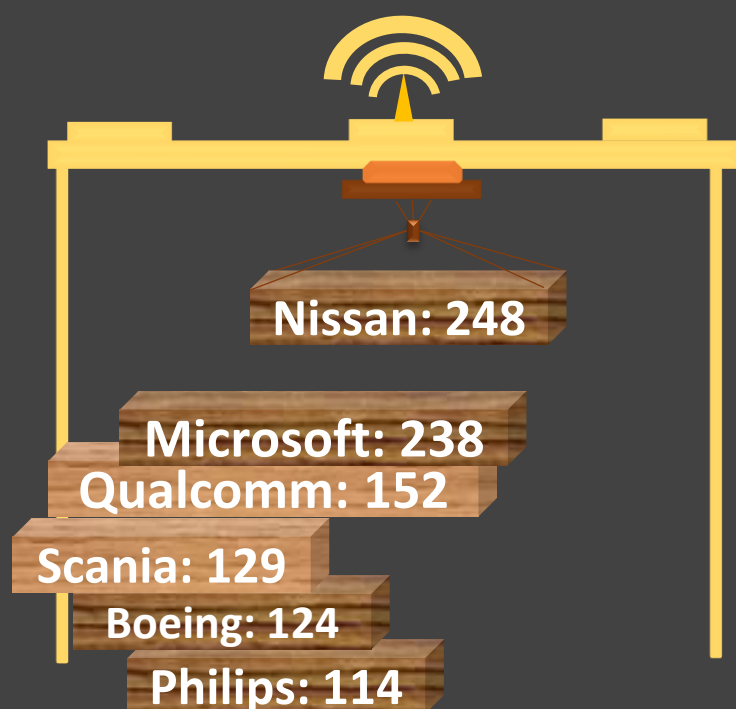 Nissan: 248
Microsoft: 238
Qualcomm: 152
Scania: 129
Boeing: 124
Philips: 114